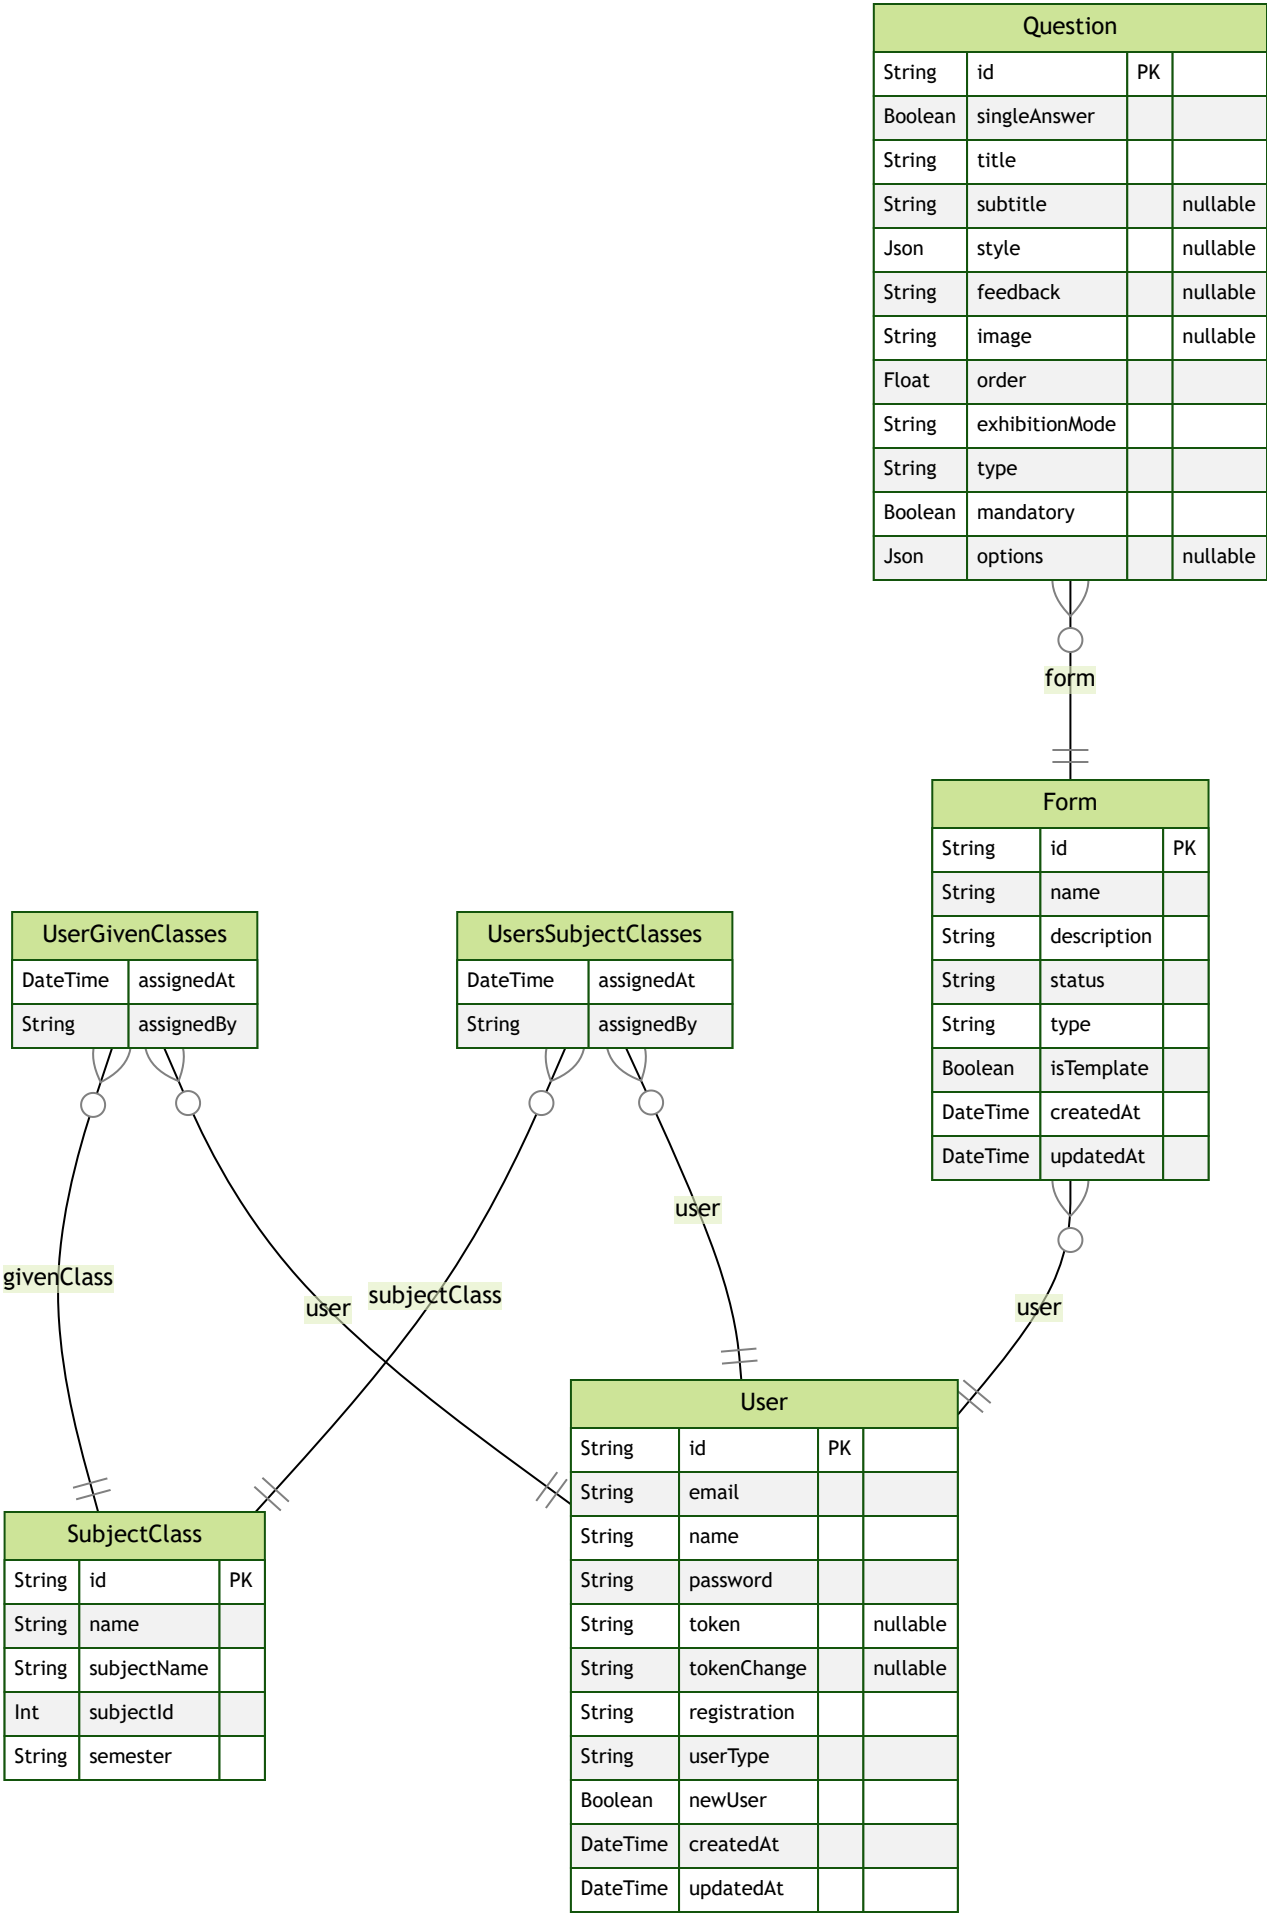 Question
String id PK
Boolean singleAnswer
String title
String subtitle nullable
Json style nullable
String feedback nullable
String image nullable
Float order
String exhibitionMode
String type
Boolean mandatory
Json options nullable
form
Form
String id PK
String name
String description
String status
String type
Boolean isTemplate
DateTime createdAt
DateTime updatedAt
UserGivenClasses
DateTime assignedAt
String assignedBy
UsersSubjectClasses
DateTime assignedAt
String assignedBy
user
givenClass
user
subjectClass
user
User
String id PK
String email
String name
String password
String token nullable
String tokenChange nullable
String registration
String userType
Boolean newUser
DateTime createdAt
DateTime updatedAt
SubjectClass
String id PK
String name
String subjectName
Int subjectId
String semester